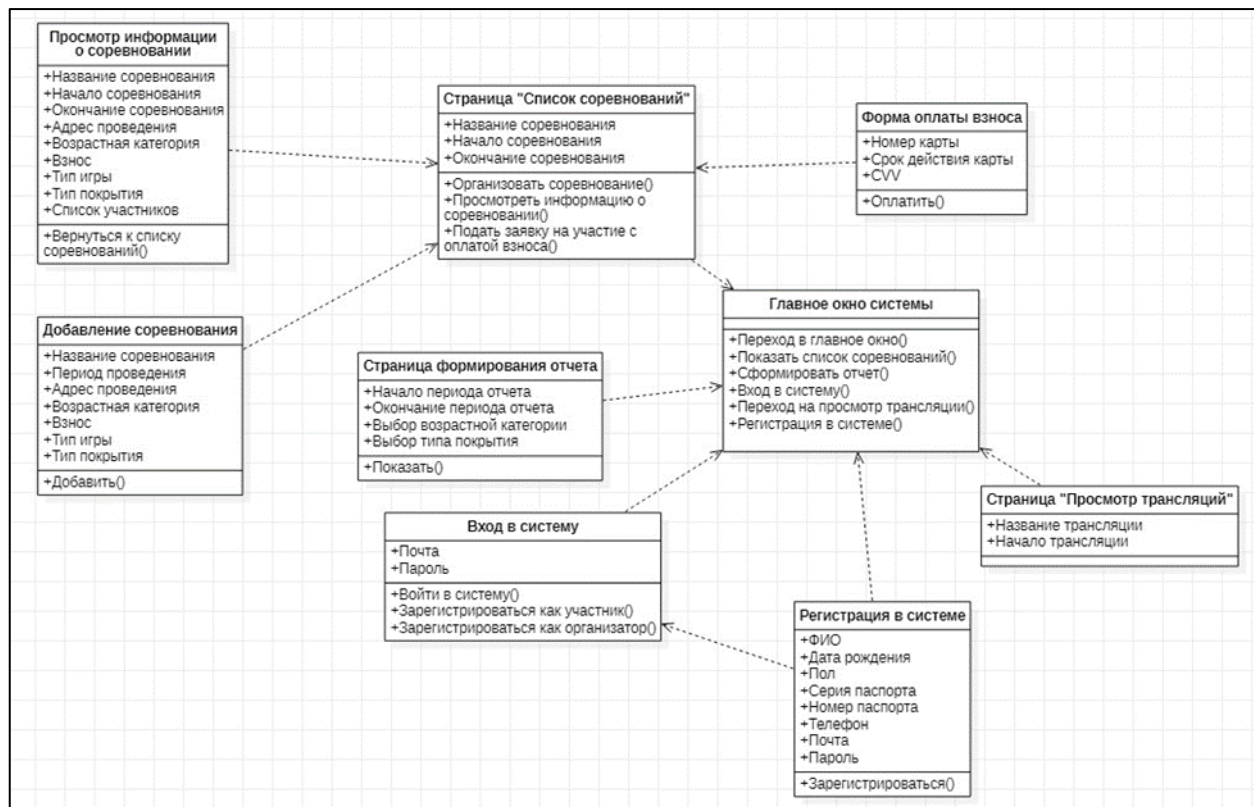 Просмотр информации
о соревновании
+Название соревнования
+Начало соревнования
+Окончание соревнования
+Адрес проведения
+Возрастная категория
+Взнос
+Тип игры
+Тип покрытия
+Список участников
+Вернуться к списку
соревнований()
Страница "Список соревнований"
+Название соревнования
+Начало соревнования
+Окончание соревнования
+Организовать соревнование()
+Просмотреть информацию о
соревновании()
+Подать заявку на участие с
оплатой взноса()
Форма оплаты взноса
+Номер карты
+Срок действия карты
+CVV
+Оплатить()
Добавление соревнования
+Название соревнования
+Период проведения
+Адрес проведения
+Возрастная категория
+Взнос
+Тип игры
+Тип покрытия
+Добавить()
Страница формирования отчета
+Начало периода отчета
+Окончание периода отчета
+Выбор возрастной категории
+Выбор типа покрытия
+Показать()
Главное окно системы
+Переход в главное окно()
+Показать список соревнований()
+Сформировать отчет()
+Вход в систему()
+Переход на просмотр трансляции()
+Регистрация в системе()
Вход в систему
+Почта
+Пароль
+Войти в систему()
+Зарегистрироваться как участник()
+Зарегистрироваться как организатор()
Страница "Просмотр трансляций"
+Название трансляции
+Начало трансляции
Регистрация в системе
+ФИО
+Дата рождения
+Пол
+Серия паспорта
+Номер паспорта
+Телефон
+Почта
+Пароль
+Зарегистрироваться()